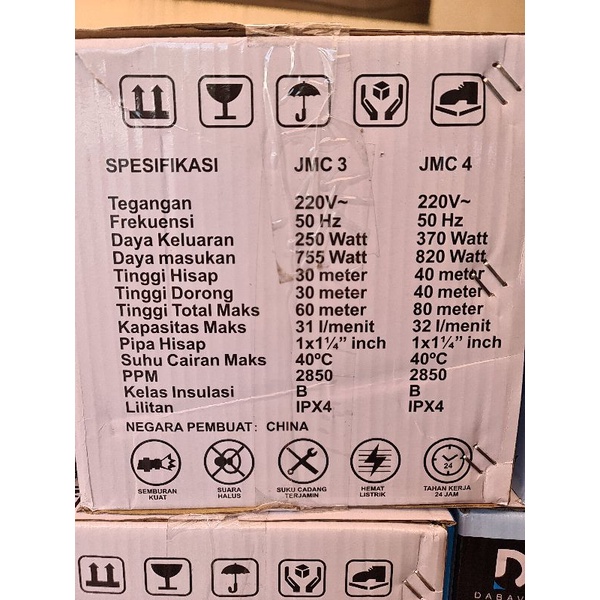 SPESIFIKASI JMC 3 JMC 4
Tegangan 220V~ 220V~
Frekuensi 50 Hz 50 Hz
Daya Keluaran 250 Watt 370 Watt
Daya masukan 755 Watt 820 Watt
Tinggi Hisap 30 meter 40 meter
Tinggi Dorong 30 meter 40 meter
Tinggi Total Maks 60 meter 80 meter
Kapasitas Maks 31 l/menit 32 l/menit
Pipa Hisap 1x1¼” inch 1x1¼” inch
Suhu Cairan Maks 40ºC 40ºC
PPM 2850 2850
Kelas Insulasi B B
Lilitan IPX4 IPX4
NEGARA PEMBUAT: CHINA
SEMBURAN KUAT
SUARA HALUS
SUKU CADANG TERJAMIN
HEMAT LISTRIK
24
TAHAN KERJA 24 JAM